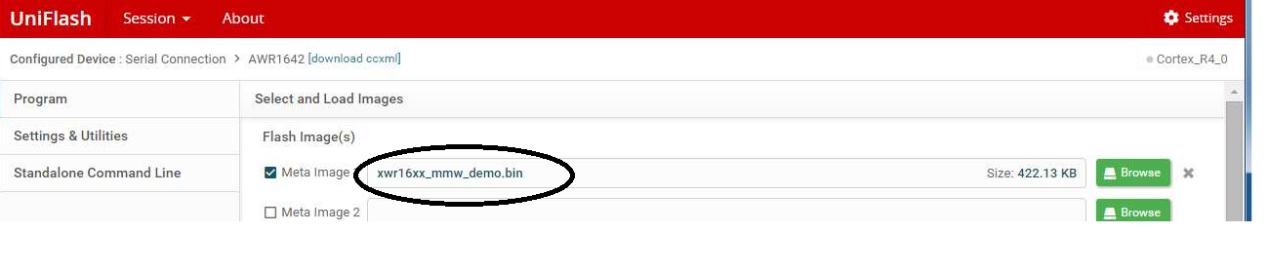 UniFlash Session About Settings
Configured Device : Serial Connection > AWR1642 [download ccxml] Cortex_R4_0
Program Select and Load Images
Settings & Utilities Flash Image(s)
Standalone Command Line Meta Image xwr16xx_mmw_demo.bin Size: 422.13 KB Browse
Meta Image 2 Browse